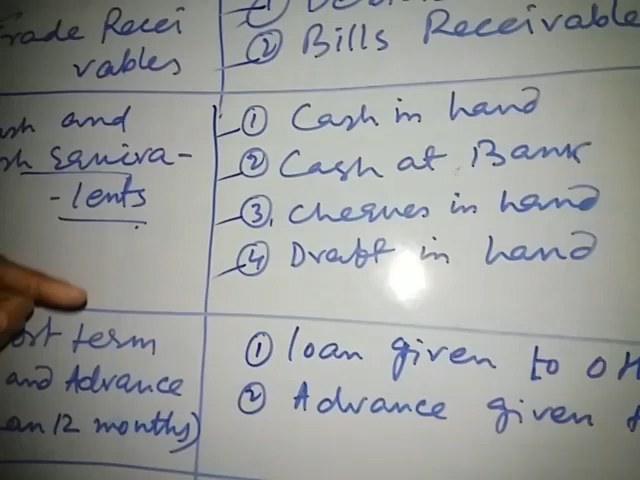 Trade Recei
vables
② Bills Receivable
and
equiva-
-lents
① Cash in hand
② Cash at Bank
③. cheques in hand
④ Draft in hand
term
and Advance
12 months)
① loan given to
② Advance given